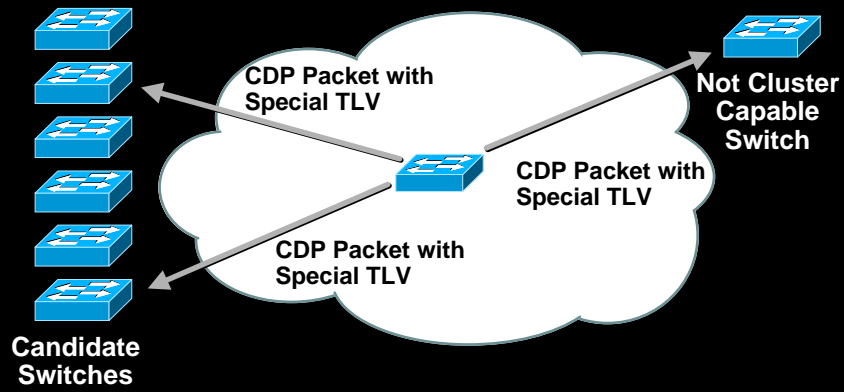 CDP Packet with
Special TLV
Not Cluster
Capable
Switch
CDP Packet with
Special TLV
CDP Packet with
Special TLV
Candidate
Switches